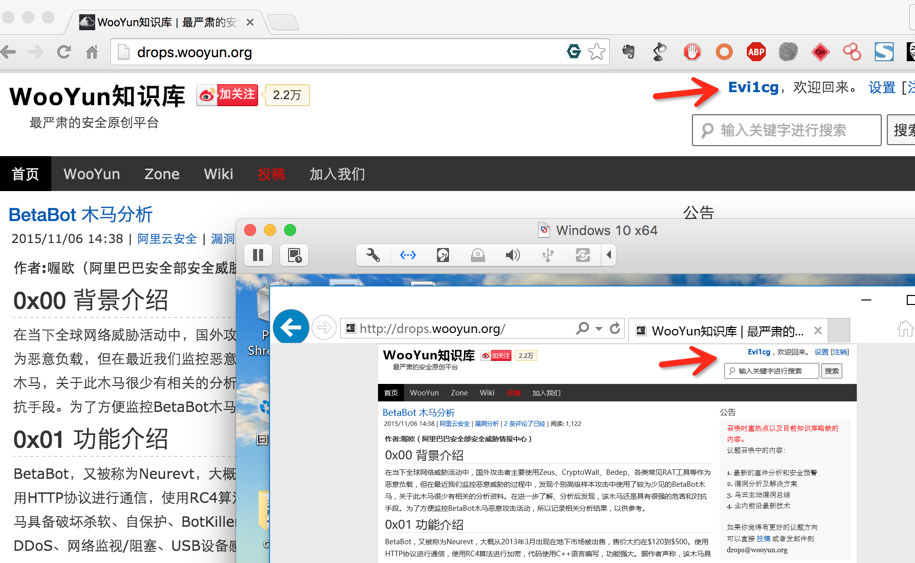 WooYun知识库 | 最严肃的安
drops.wooyun.org
ABP
WooYun知识库
加关注
2.2万
Evi1cg，欢迎回来。 设置 [注
最严肃的安全原创平台
输入关键字进行搜索
搜索
首页 WooYun Zone Wiki 投稿 加入我们
BetaBot 木马分析
公告
2015/11/06 14:38 | 阿里云安全 | 漏洞
作者:喔欧（阿里巴巴安全部安全威胁
0x00 背景介绍
在当下全球网络威胁活动中，国外攻
为恶意负载，但在最近我们监控恶意
木马，关于此木马很少有相关的分析
抗手段。为了方便监控BetaBot木马
0x01 功能介绍
BetaBot，又被称为Neurevt，大概
用HTTP协议进行通信，使用RC4算法
马具备破坏杀软、自保护、BotKiller
DDoS、网络监视/阻塞、USB设备感
Windows 10 x64
http://drops.wooyun.org/
WooYun知识库 | 最严肃的...
WooYun知识库
加关注
2.2万
Evi1cg，欢迎回来。 设置 [注销]
最严肃的安全原创平台
输入关键字进行搜索
搜索
首页 WooYun Zone Wiki 投稿 加入我们
BetaBot 木马分析
2015/11/06 14:38 | 阿里云安全 | 漏洞分析 | 2 条评论了已经 | 阅读: 1,122
作者:喔欧（阿里巴巴安全部安全威胁情报中心）
0x00 背景介绍
在当下全球网络威胁活动中，国外攻击者主要使用Zeus、CryptoWall、Bedep、各类常见RAT工具等作为
恶意负载，但在最近我们监控恶意威胁的过程中，发现个别高级样本攻击中使用了较为少见的BetaBot木
马，关于此木马很少有相关的分析资料。在进一步了解、分析后发现，该木马还是具有很强的危害和对抗
手段。为了方便监控BetaBot木马恶意攻击活动，所以记录相关分析结果，以供参考。
0x01 功能介绍
BetaBot，又被称为Neurevt，大概从2013年3月出现在地下市场被出售，售价大约在$120到$500。使用
HTTP协议进行通信，使用RC4算法进行加密，代码使用C++语言编写，功能强大。据作者声称，该木马具
公告
召唤时富热点以及目前知识库略缺的
内容。
议题召唤中的内容:
1. 最新的事件分析和安全预警
2. 漏洞分析及解决方案
3. 乌云主动漏洞总结
4. 业内前沿最新技术
如果你觉得有更好的议题方向
可以直接 投稿 或者发邮件到
drops@wooyun.org